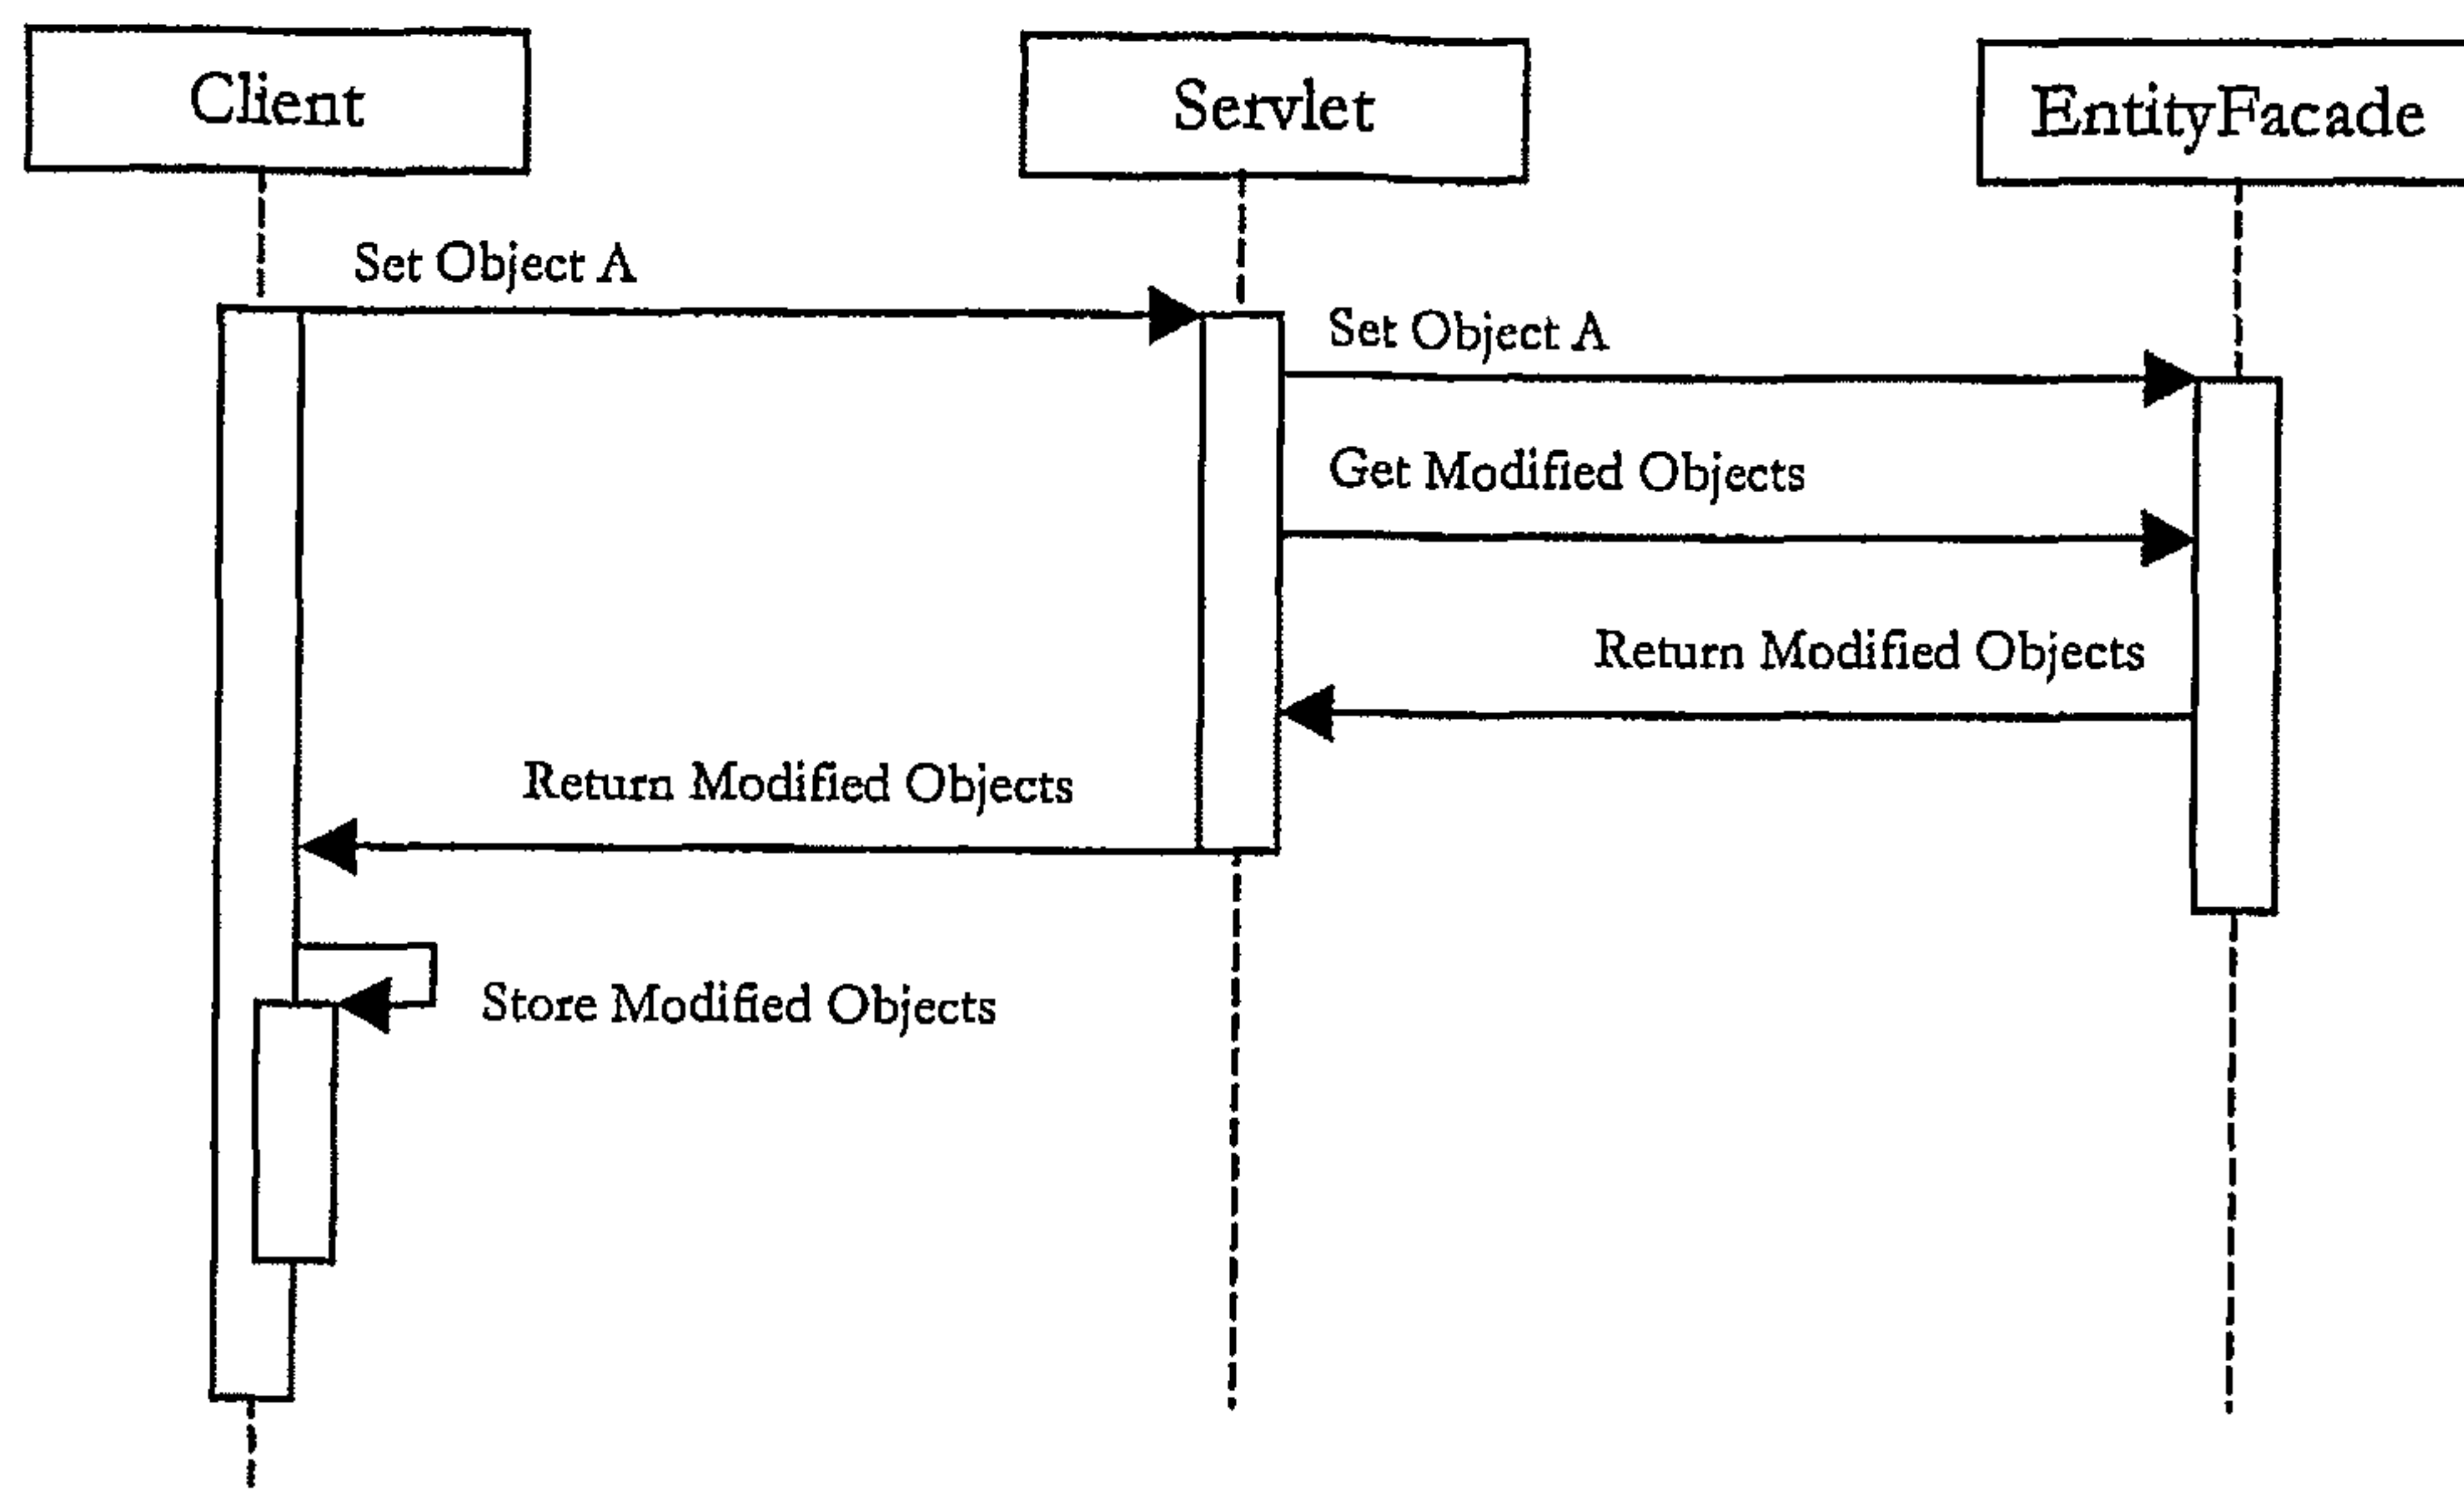 Client
Servlet
EntityFacade
Set Object A
Set Object A
Get Modified Objects
Return Modified Objects
Return Modified Objects
Store Modified Objects